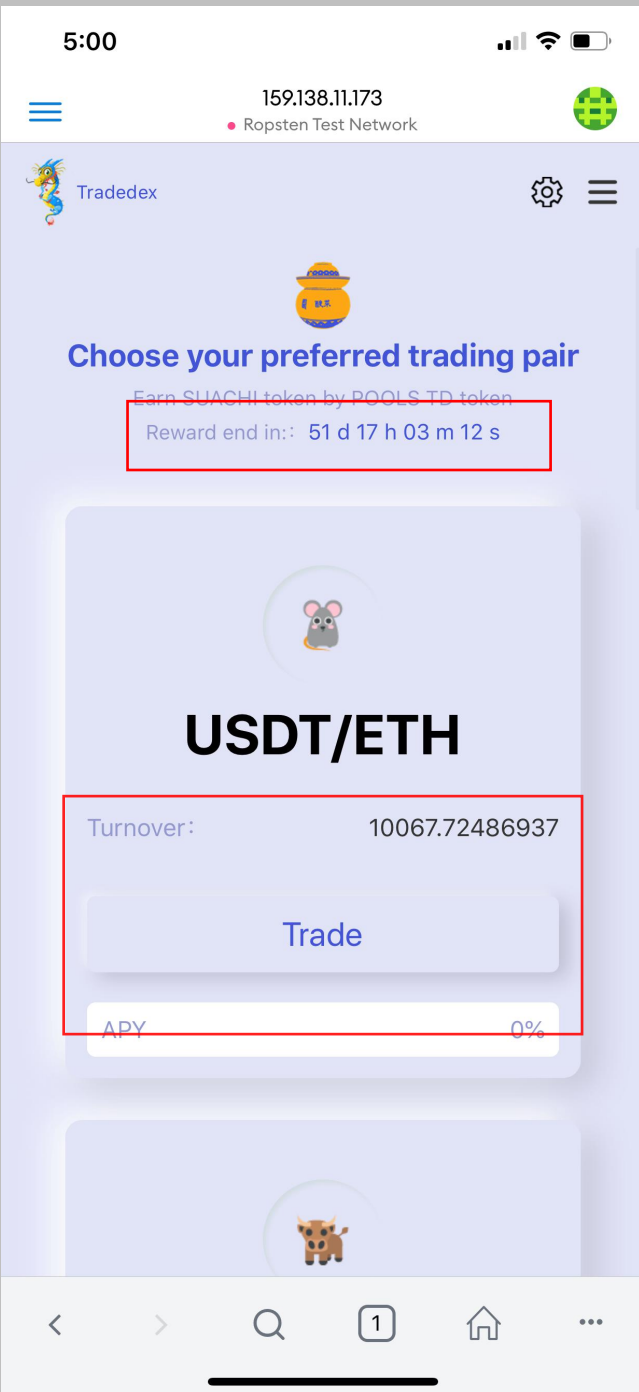 5:00
159.138.11.173
Ropsten Test Network
Tradedex
Choose your preferred trading pair
Earn SUACHI token by POOLS TD token
Reward end in:: 51 d 17 h 03 m 12 s
USDT/ETH
Turnover: 10067.72486937
Trade
APY 0%
1